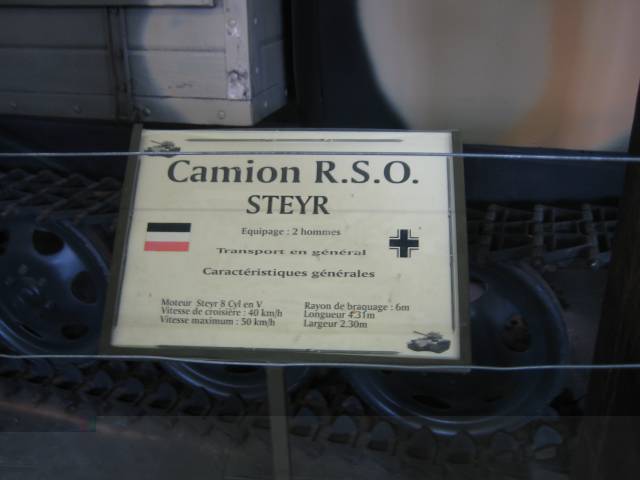 Camion R.S.O.
STEYR
Equipage : 2 hommes
Transport en général
Caractéristiques générales
Moteur Steyr 8 Cyl en V
Vitesse de croisière : 40 km/h
Vitesse maximum : 50 km/h
Rayon de braquage : 6m
Longueur 4.31m
Largeur 2.30m